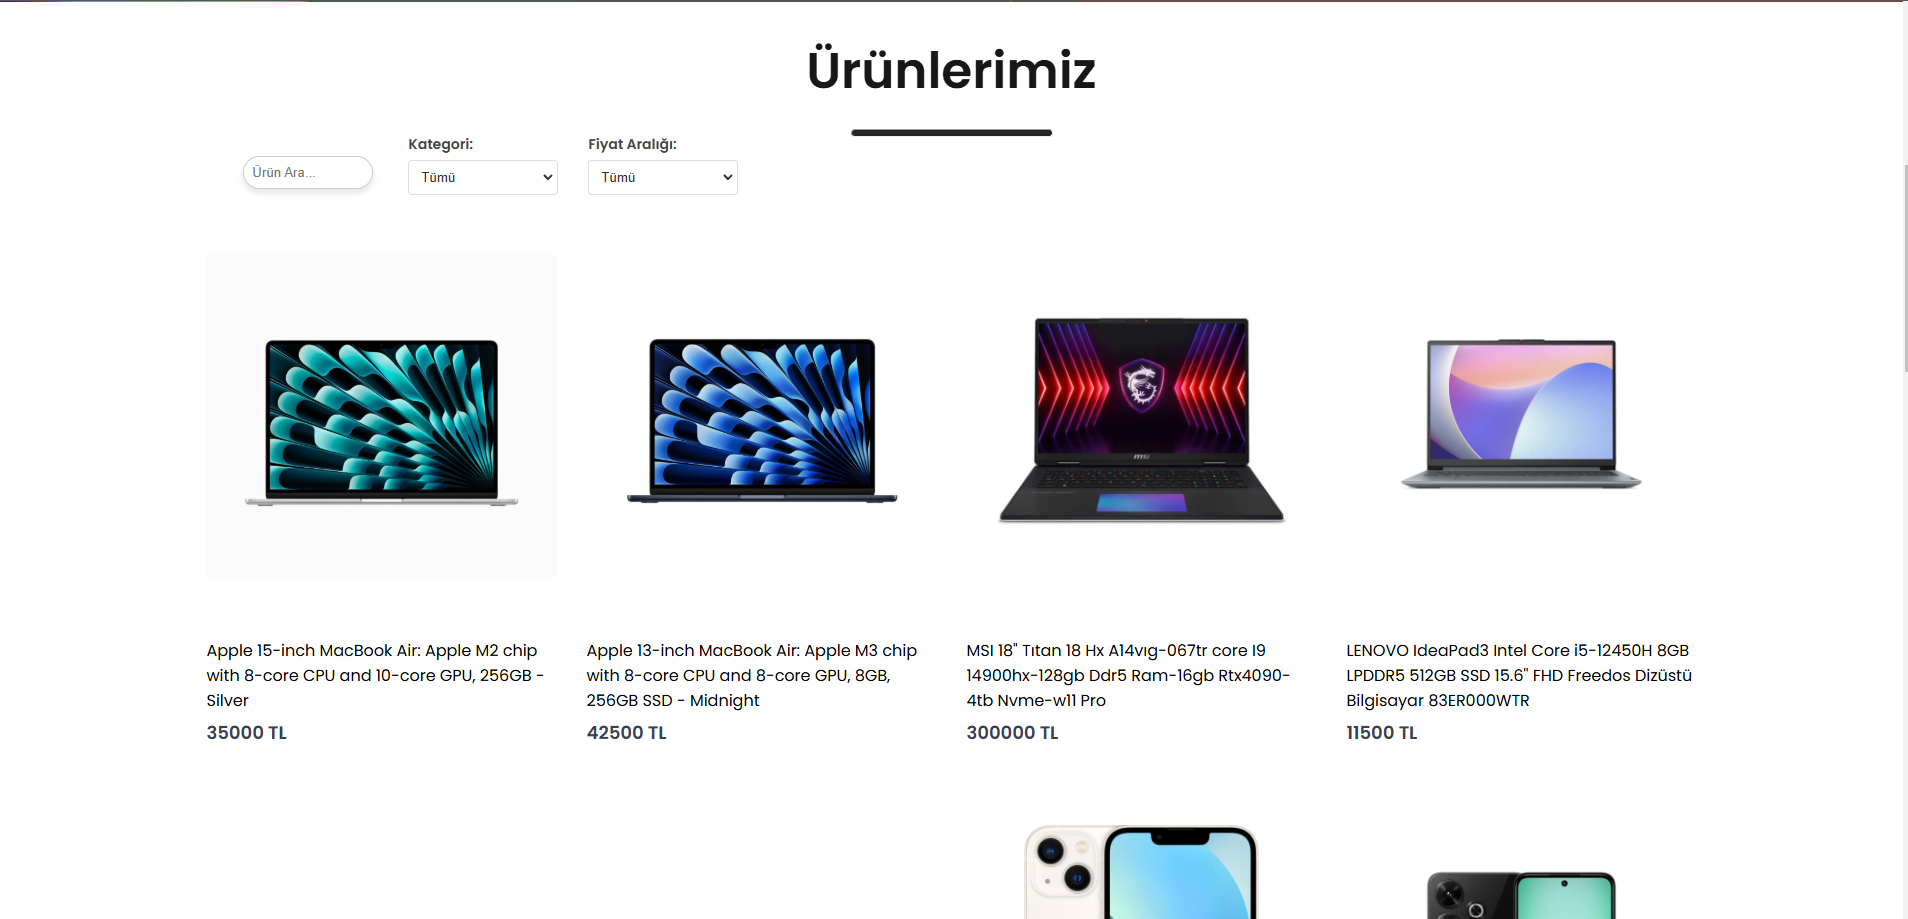 Ürünlerimiz
Kategori:
Fiyat Aralığı:
Ürün Ara...
Tümü
Tümü
msi
Apple 15-inch MacBook Air: Apple M2 chip
with 8-core CPU and 10-core GPU, 256GB -
Silver
35000 TL
Apple 13-inch MacBook Air: Apple M3 chip
with 8-core CPU and 8-core GPU, 8GB,
256GB SSD - Midnight
42500 TL
MSI 18" Tıtan 18 Hx A14vıg-067tr core I9
14900hx-128gb Ddr5 Ram-16gb Rtx4090-
4tb Nvme-w11 Pro
300000 TL
LENOVO IdeaPad3 Intel Core i5-12450H 8GB
LPDDR5 512GB SSD 15.6" FHD Freedos Dizüstü
Bilgisayar 83ER000WTR
11500 TL